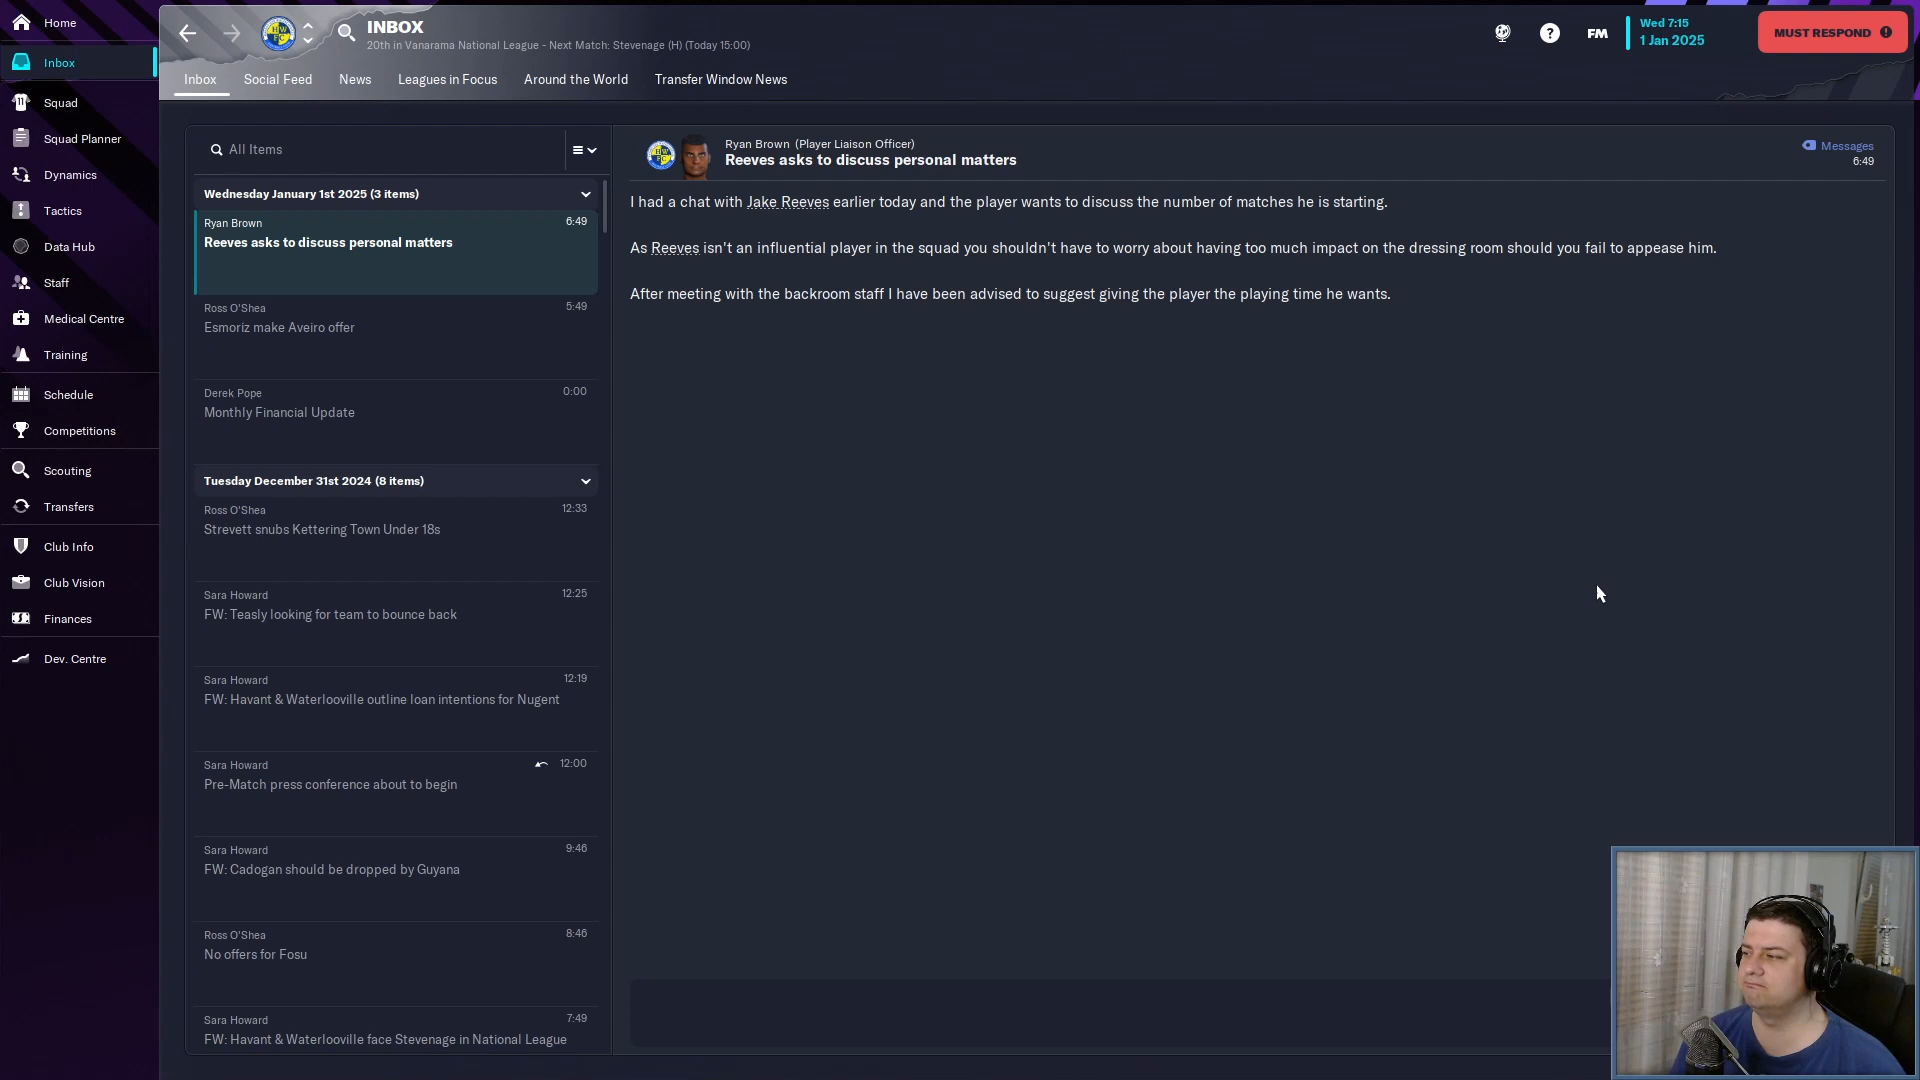 Home
Inbox
Squad
Squad Planner
Dynamics
Tactics
Data Hub
Staff
Medical Centre
Training
Schedule
Competitions
Scouting
Transfers
Club Info
Club Vision
Finances
Dev. Centre
INBOX
20th in Vanarama National League - Next Match: Stevenage (H) (Today 15:00)
FM
Wed 7:15
1 Jan 2025
MUST RESPOND
Inbox
Social Feed
News
Leagues in Focus
Around the World
Transfer Window News
All Items
Wednesday January 1st 2025 (3 items)
Ryan Brown 6:49
Reeves asks to discuss personal matters
Ross O'Shea 5:49
Esmoriz make Aveiro offer
Derek Pope 0:00
Monthly Financial Update
Tuesday December 31st 2024 (8 items)
Ross O'Shea 12:33
Strevett snubs Kettering Town Under 18s
Sara Howard 12:25
FW: Teasly looking for team to bounce back
Sara Howard 12:19
FW: Havant & Waterlooville outline loan intentions for Nugent
Sara Howard 12:00
Pre-Match press conference about to begin
Sara Howard 9:46
FW: Cadogan should be dropped by Guyana
Ross O'Shea 8:46
No offers for Fosu
Sara Howard 7:49
FW: Havant & Waterlooville face Stevenage in National League
Ryan Brown (Player Liaison Officer)
Reeves asks to discuss personal matters
Messages
6:49
I had a chat with Jake Reeves earlier today and the player wants to discuss the number of matches he is starting.
As Reeves isn't an influential player in the squad you shouldn't have to worry about having too much impact on the dressing room should you fail to appease him.
After meeting with the backroom staff I have been advised to suggest giving the player the playing time he wants.